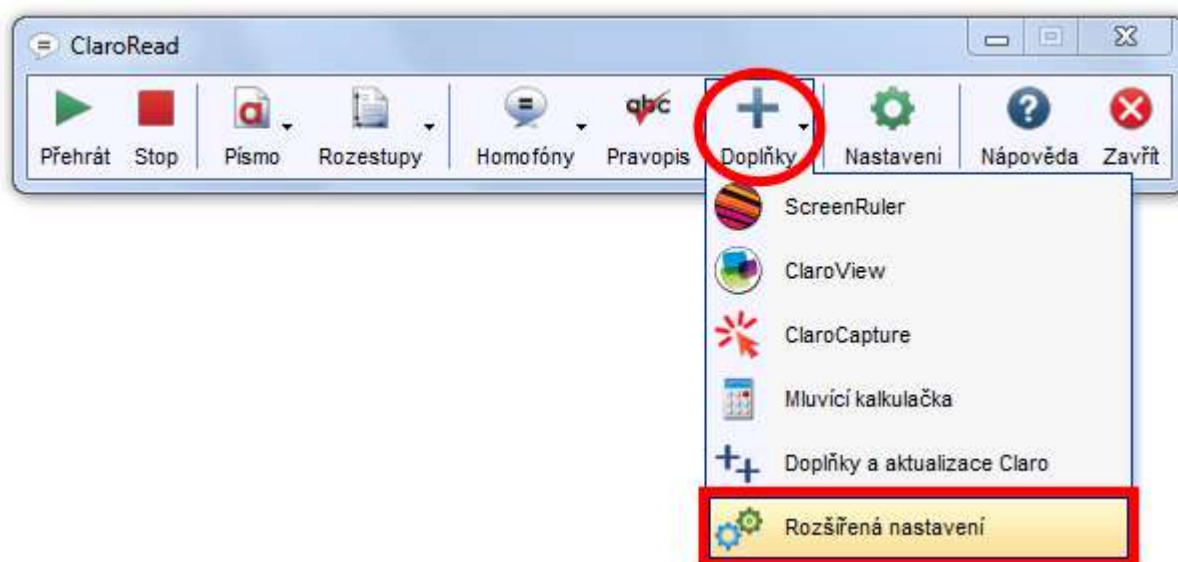 ClaroRead
Přehrát Stop Písmo Rozestupy Homofóny Pravopis Doplňky Nastavení Nápověda Zavřít
ScreenRuler
ClaroView
ClaroCapture
Mluvící kalkulačka
Doplňky a aktualizace Claro
Rozšířená nastavení